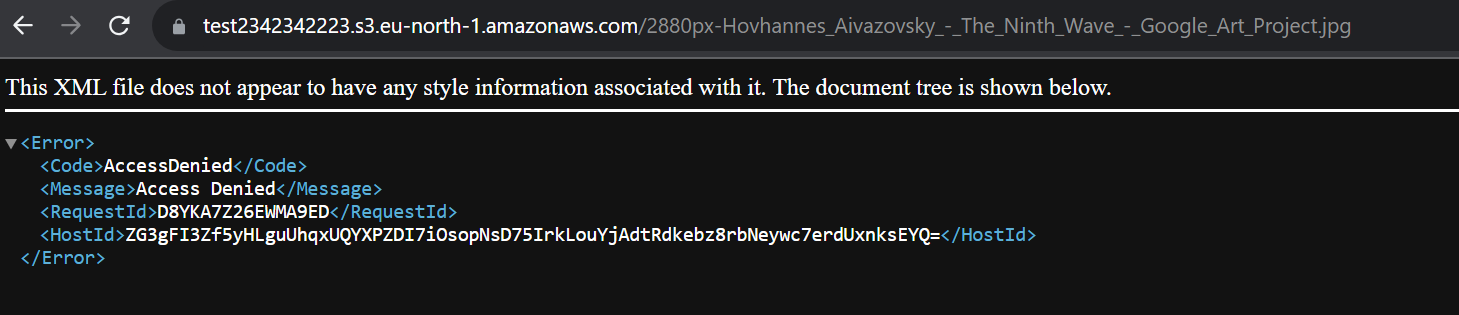 test2342342223.s3.eu-north-1.amazonaws.com/2880px-Hovhannes_Aivazovsky_-_The_Ninth_Wave_-_Google_Art_Project.jpg
This XML file does not appear to have any style information associated with it. The document tree is shown below.
<Error>
<Code>AccessDenied</Code>
<Message>Access Denied</Message>
<RequestId>D8YKA7Z26EWMA9ED</RequestId>
<HostId>ZG3gFI3Zf5yHLguUhqxUQYXPZDI7iOsopNsD75IrkLouYjAdtRdkebz8rbNeywc7erdUxnksEYQ=</HostId>
</Error>